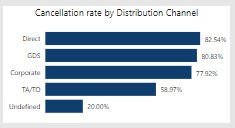 Cancellation rate by Distribution Channel
Direct 82.54%
GDS 80.83%
Corporate 77.92%
TA/TO 58.97%
Undefined 20.00%